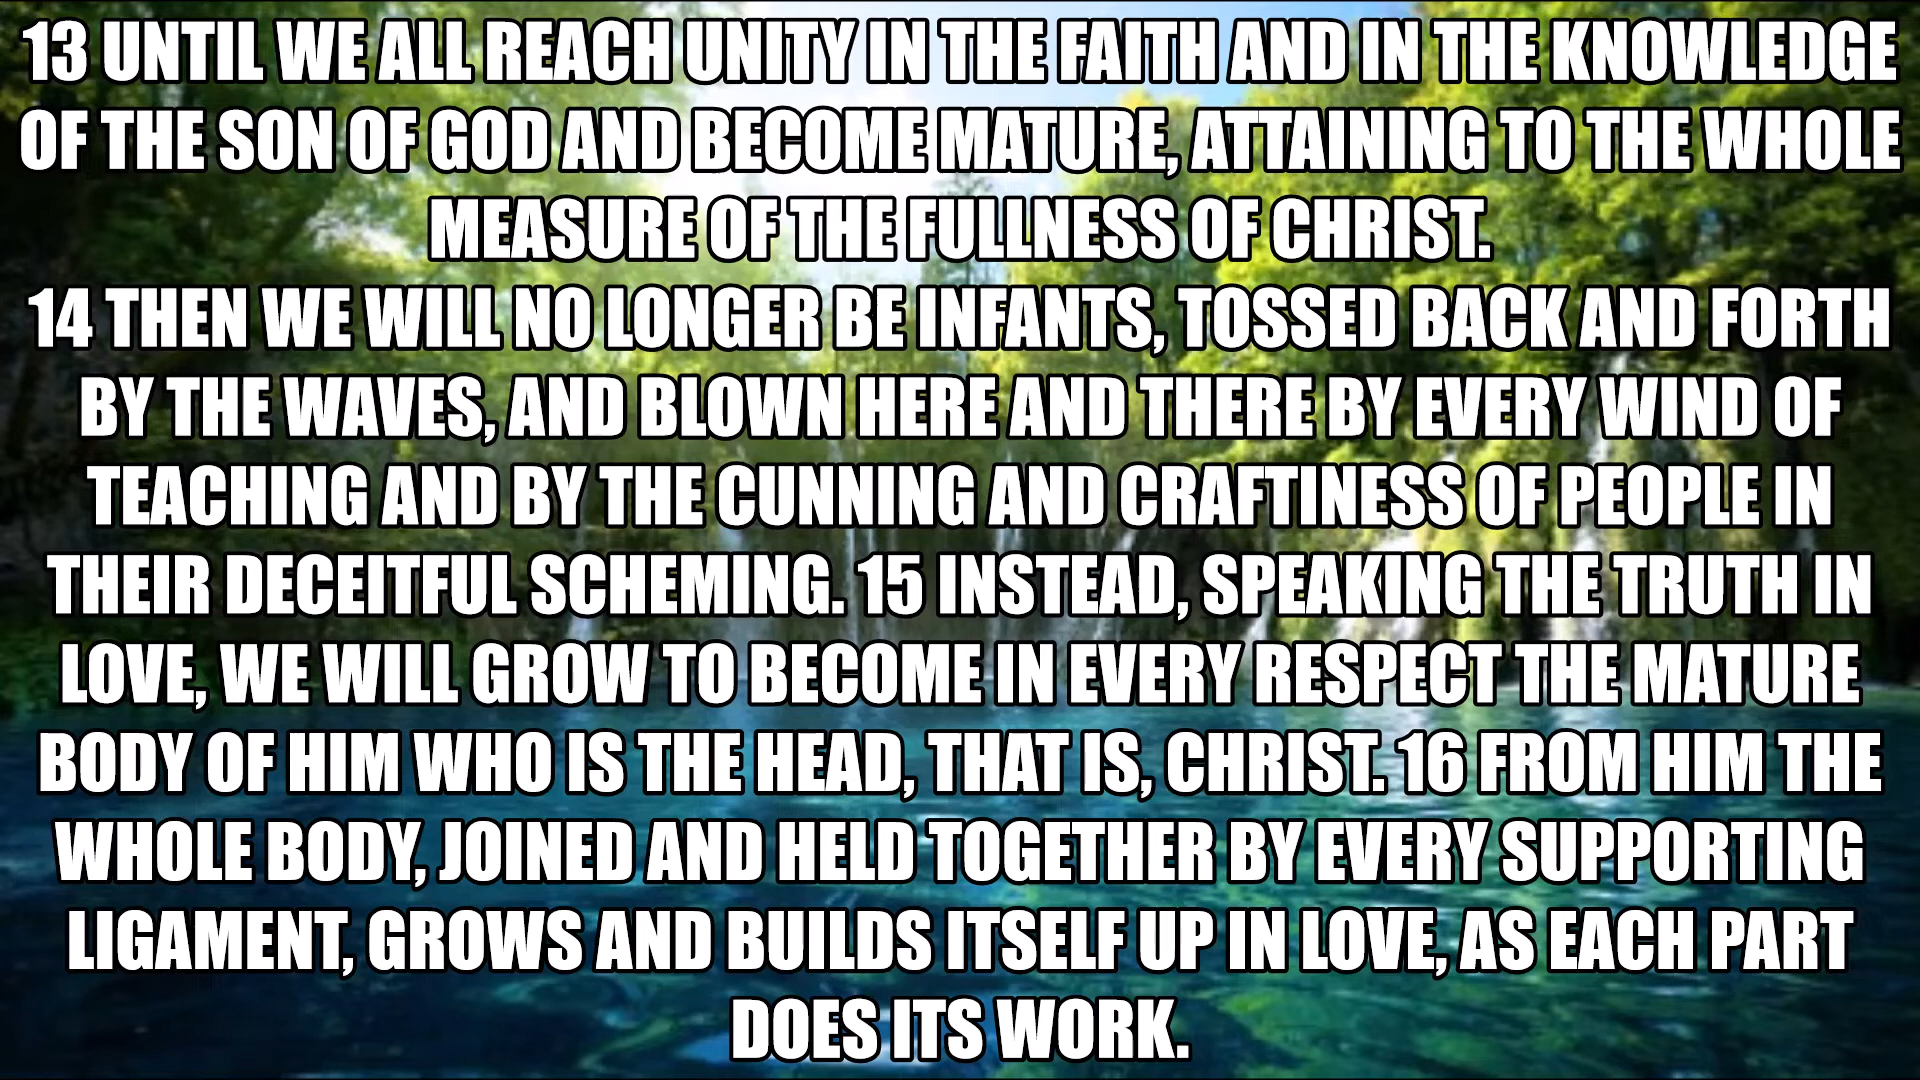 13 UNTIL WE ALL REACH UNITY IN THE FAITH AND IN THE KNOWLEDGE
OF THE SON OF GOD AND BECOME MATURE, ATTAINING TO THE WHOLE
MEASURE OF THE FULLNESS OF CHRIST.
14 THEN WE WILL NO LONGER BE INFANTS, TOSSED BACK AND FORTH
BY THE WAVES, AND BLOWN HERE AND THERE BY EVERY WIND OF
TEACHING AND BY THE CUNNING AND CRAFTINESS OF PEOPLE IN
THEIR DECEITFUL SCHEMING. 15 INSTEAD, SPEAKING THE TRUTH IN
LOVE, WE WILL GROW TO BECOME IN EVERY RESPECT THE MATURE
BODY OF HIM WHO IS THE HEAD, THAT IS, CHRIST. 16 FROM HIM THE
WHOLE BODY, JOINED AND HELD TOGETHER BY EVERY SUPPORTING
LIGAMENT, GROWS AND BUILDS ITSELF UP IN LOVE, AS EACH PART
DOES ITS WORK.